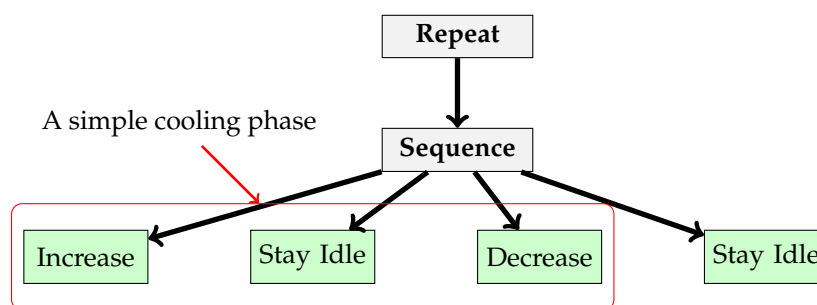 Repeat
A simple cooling phase
Sequence
Increase
Stay Idle
Decrease
Stay Idle